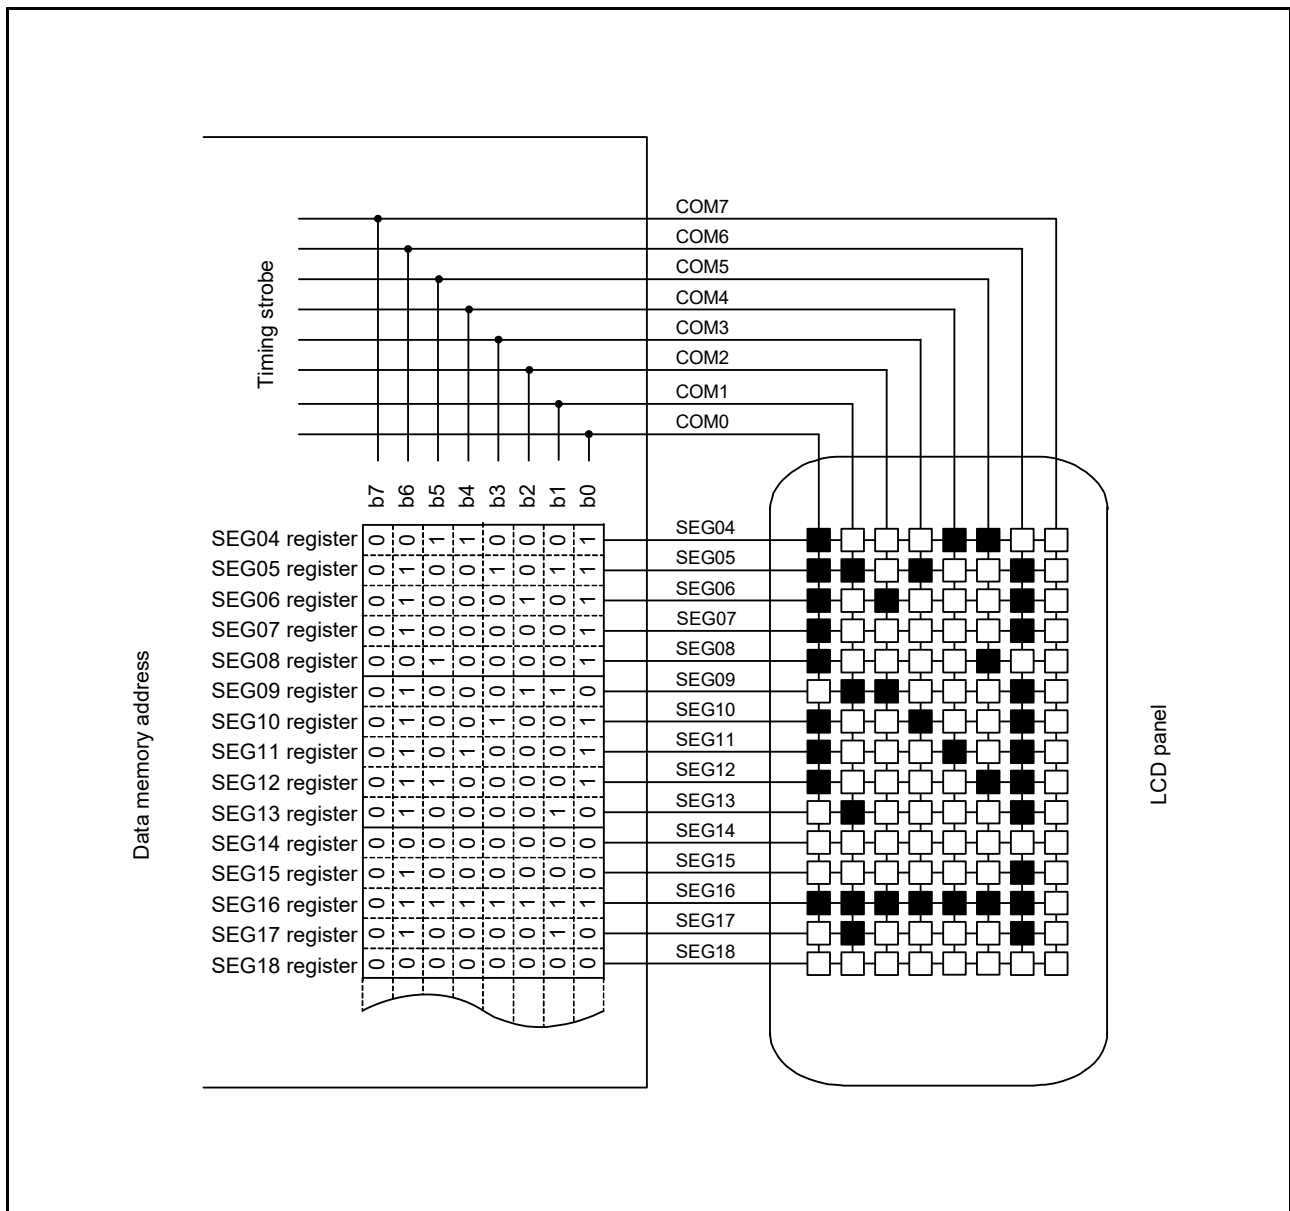 COM7
COM6
COM5
COM4
COM3
COM2
COM1
COM0
Timing strobe
b7 b6 b5 b4 b3 b2 b1 b0
SEG04 register 0 0 1 1 0 0 0 1 SEG04
SEG05 register 0 1 0 0 1 0 1 1 SEG05
SEG06 register 0 1 0 0 0 1 0 1 SEG06
SEG07 register 0 1 0 0 0 0 0 1 SEG07
SEG08 register 0 0 1 0 0 0 0 1 SEG08
SEG09 register 0 1 0 0 0 1 1 0 SEG09
SEG10 register 0 1 0 0 1 0 0 1 SEG10
SEG11 register 0 1 0 1 0 0 0 1 SEG11
SEG12 register 0 1 1 0 0 0 0 1 SEG12
SEG13 register 0 1 0 0 0 0 1 0 SEG13
SEG14 register 0 0 0 0 0 0 0 0 SEG14
SEG15 register 0 1 0 0 0 0 0 0 SEG15
SEG16 register 0 1 1 1 1 1 1 1 SEG16
SEG17 register 0 1 0 0 0 0 1 0 SEG17
SEG18 register 0 0 0 0 0 0 0 0 SEG18
Data memory address
LCD panel